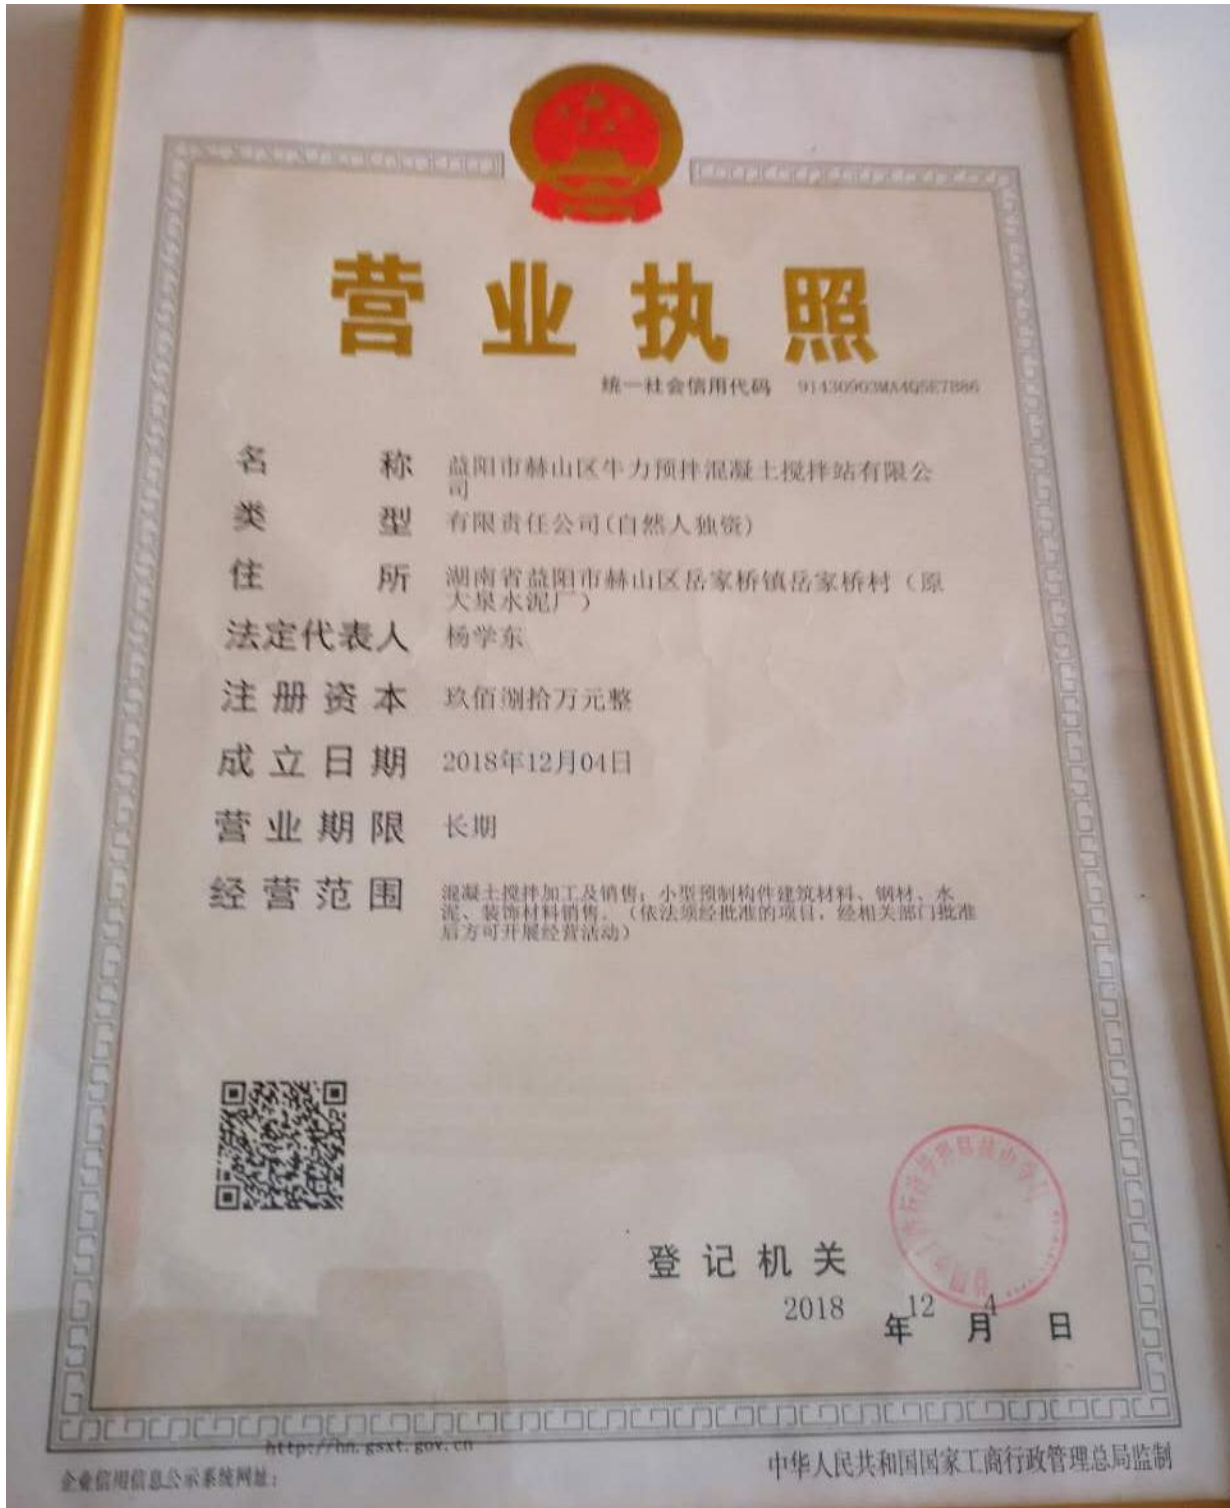 营业执照
统一社会信用代码 91430903MA4Q5E7B86
名称 益阳市赫山区牛力预拌混凝土搅拌站有限公
司
类型 有限责任公司(自然人独资)
住所 湖南省益阳市赫山区岳家桥镇岳家桥村（原
大泉水泥厂）
法定代表人 杨学东
注册资本 玖佰捌拾万元整
成立日期 2018年12月04日
营业期限 长期
经营范围 混凝土搅拌加工及销售；小型预制构件建筑材料、钢材、水
泥、装饰材料销售。（依法须经批准的项目，经相关部门批准
后方可开展经营活动）
登记机关
2018年12月4日
http://hn.gsxt.gov.cn
企业信用信息公示系统网址：
中华人民共和国国家工商行政管理总局监制